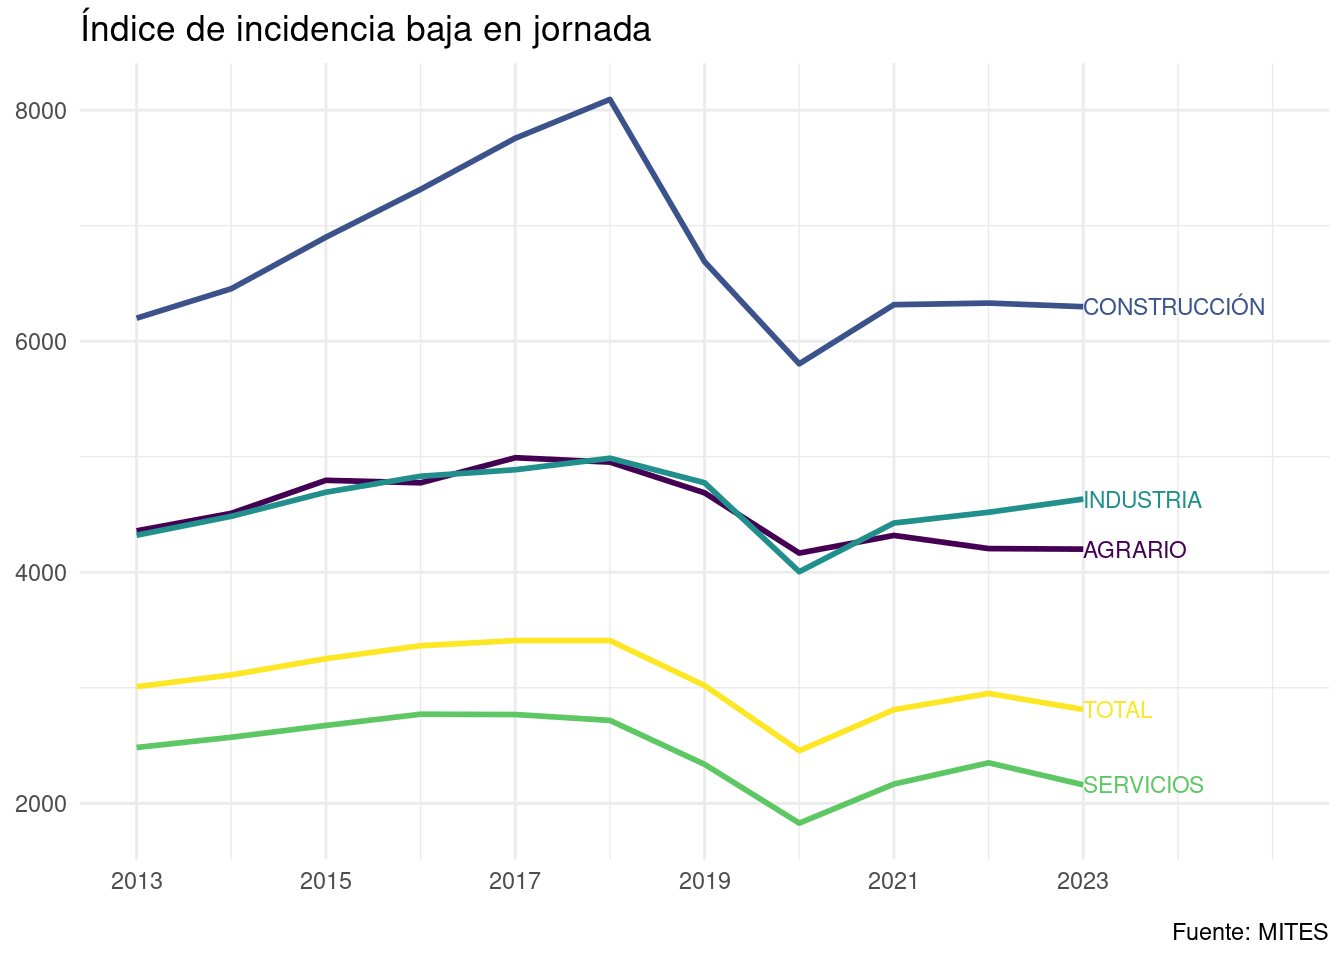 Índice de incidencia baja en jornada
8000
6000
4000
2000
CONSTRUCCIÓN
INDUSTRIA
AGRARIO
TOTAL
SERVICIOS
2013 2015 2017 2019 2021 2023
Fuente: MITES